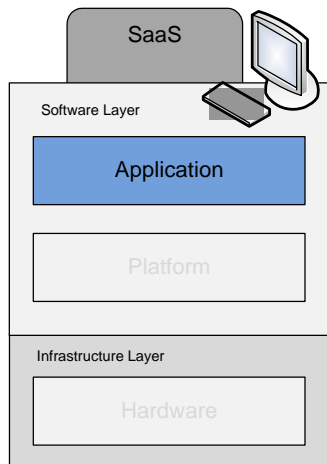 SaaS
Software Layer
Application
Platform
Infrastructure Layer
Hardware